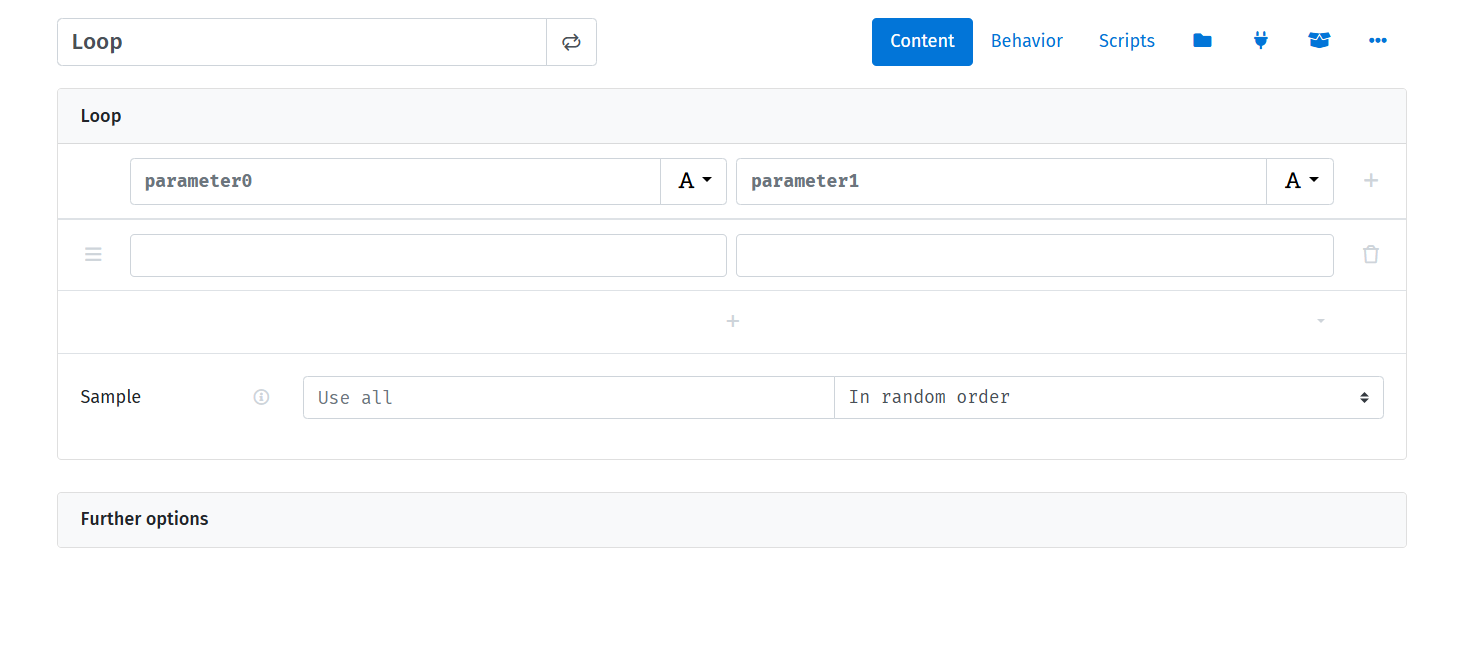 Loop
Content Behavior Scripts
Loop
parameter0 A parameter1 A
Sample Use all In random order
Further options